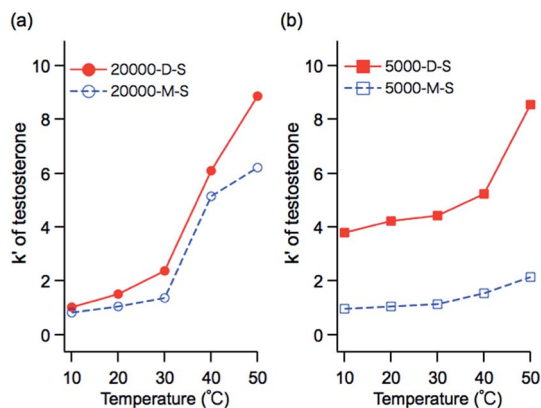 (a)
10
8
6
4
2
0
k' of testosterone
20000-D-S
20000-M-S
10 20 30 40 50
Temperature (°C)
(b)
10
8
6
4
2
0
k' of testosterone
5000-D-S
5000-M-S
10 20 30 40 50
Temperature (°C)